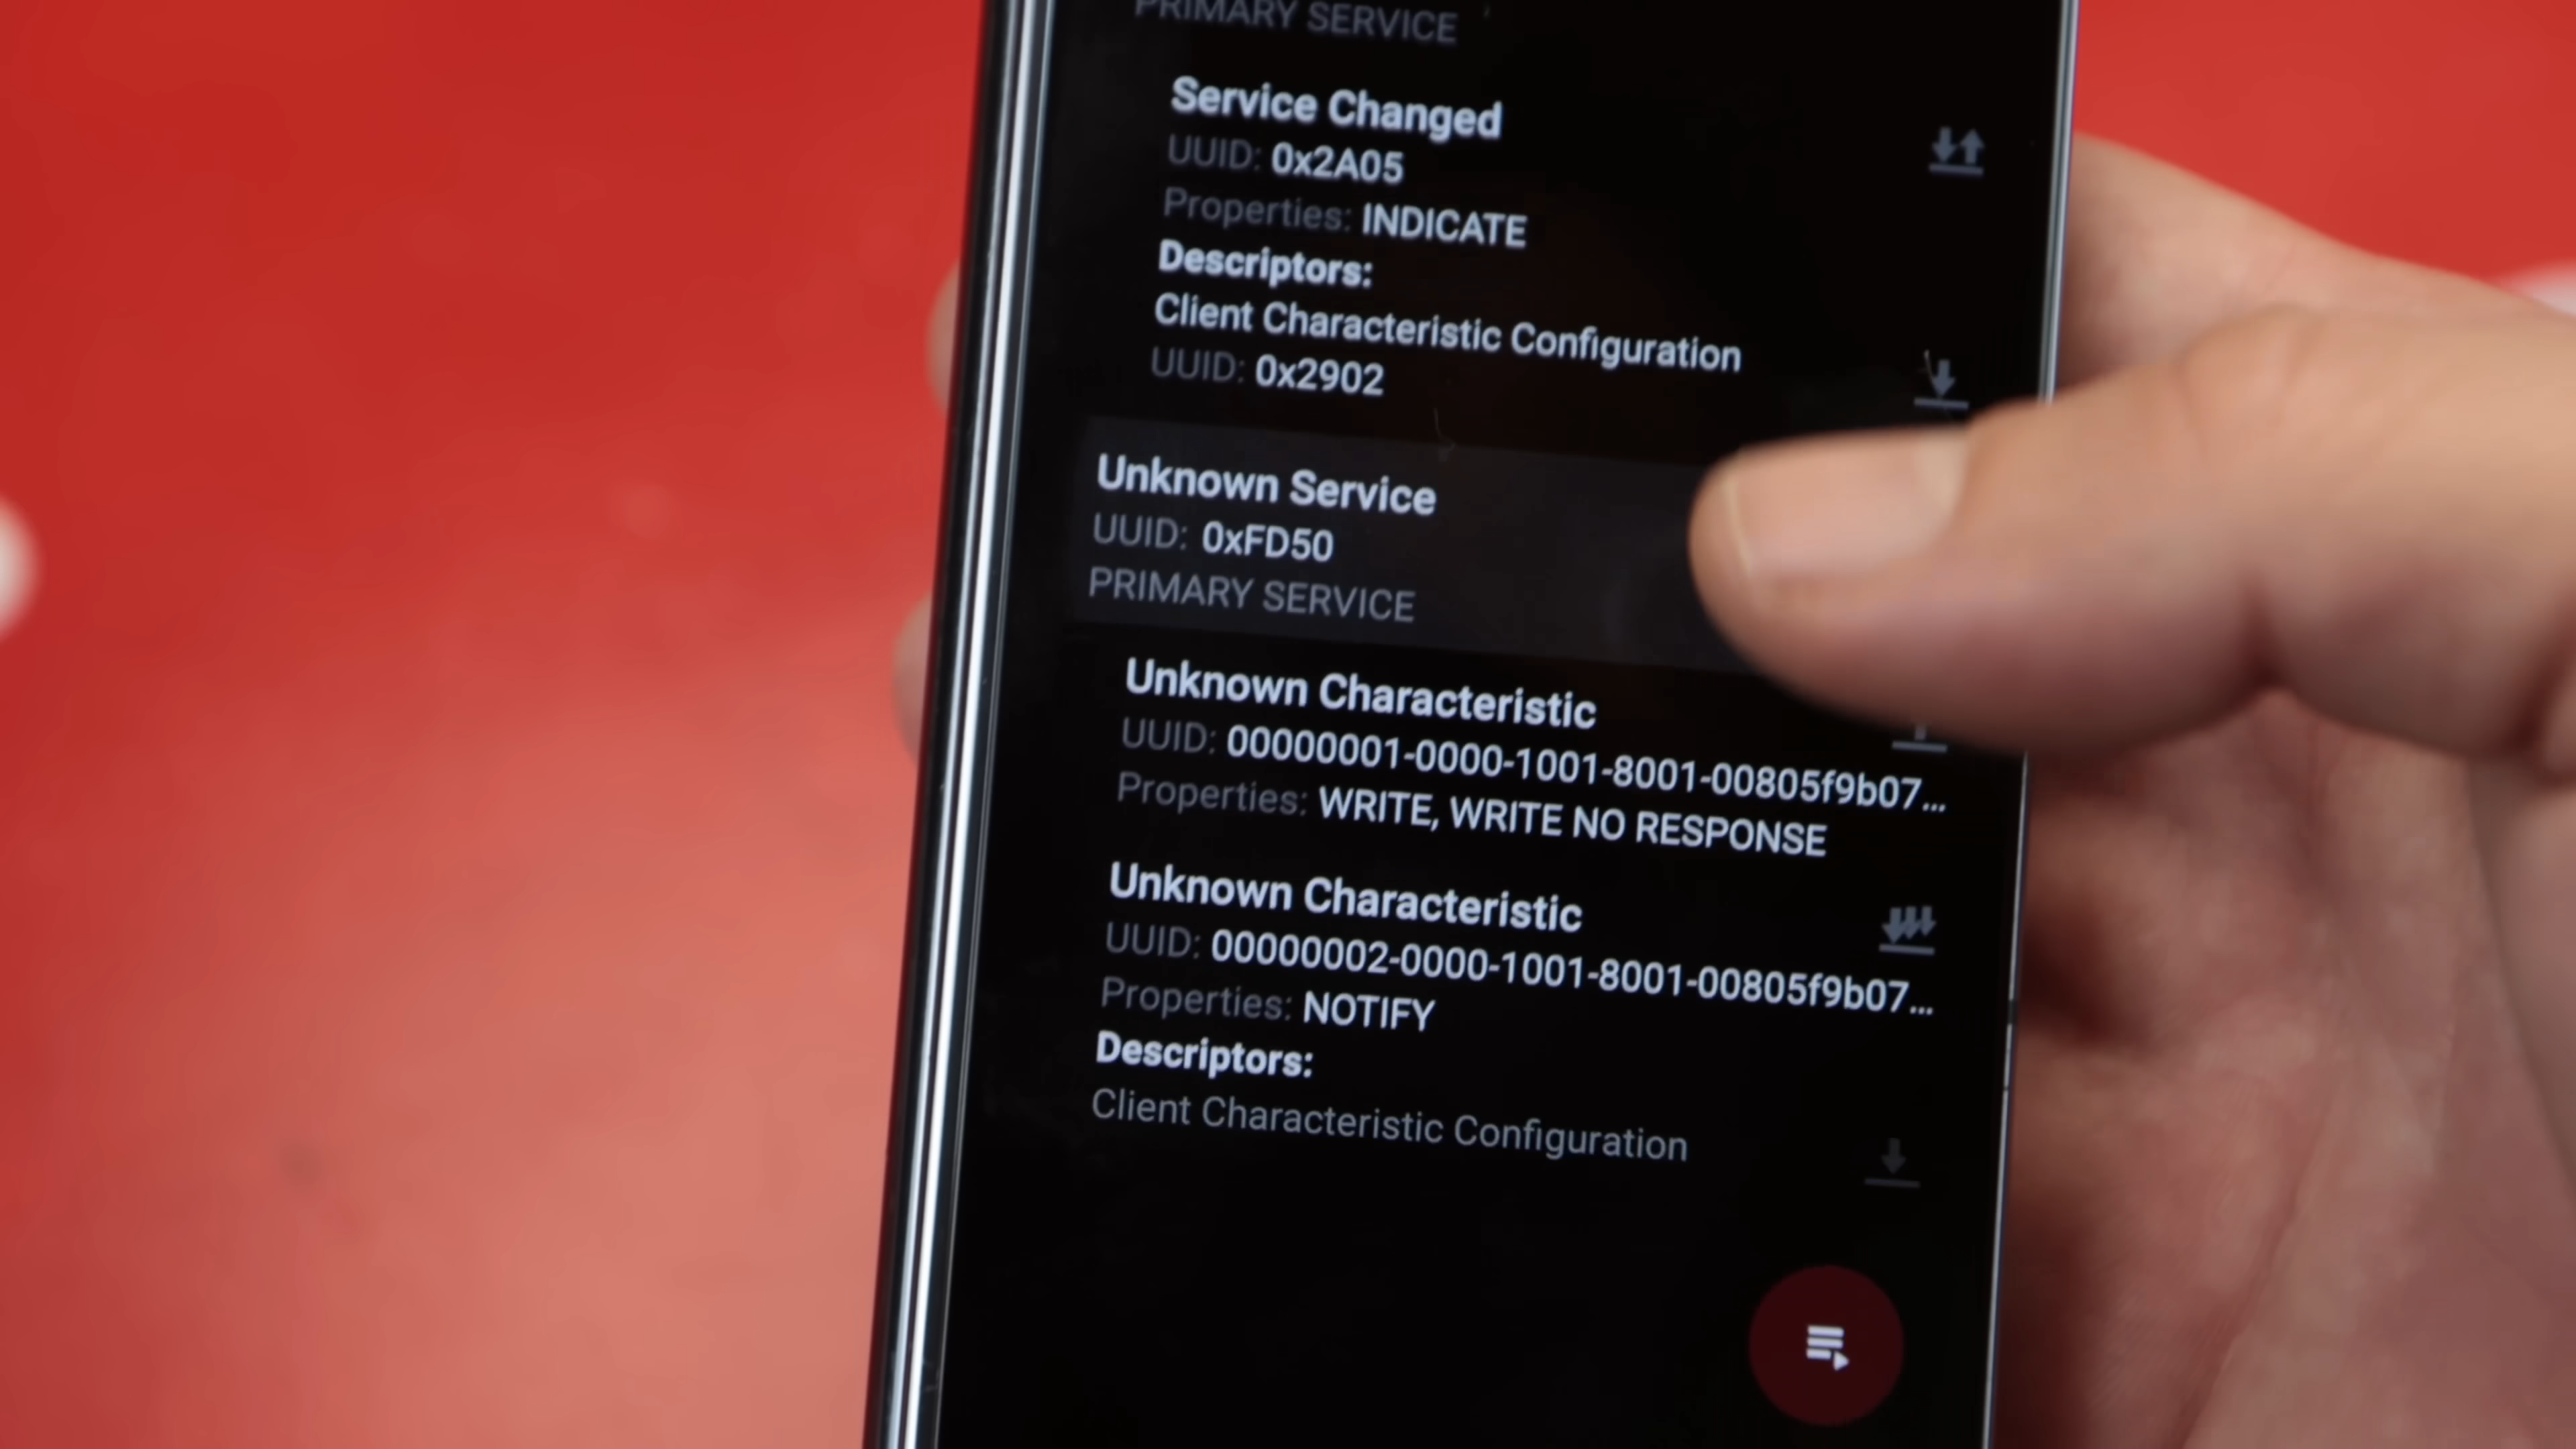 PRIMARY SERVICE
Service Changed
UUID: 0x2A05
Properties: INDICATE
Descriptors:
Client Characteristic Configuration
UUID: 0x2902
Unknown Service
UUID: 0xFD50
PRIMARY SERVICE
Unknown Characteristic
UUID: 00000001-0000-1001-8001-00805f9b07...
Properties: WRITE, WRITE NO RESPONSE
Unknown Characteristic
UUID: 00000002-0000-1001-8001-00805f9b07...
Properties: NOTIFY
Descriptors:
Client Characteristic Configuration